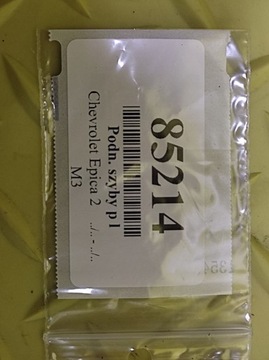 85214
Podn. szyby p l
Chevrolet Epica 2 ../.. - ../..
M3